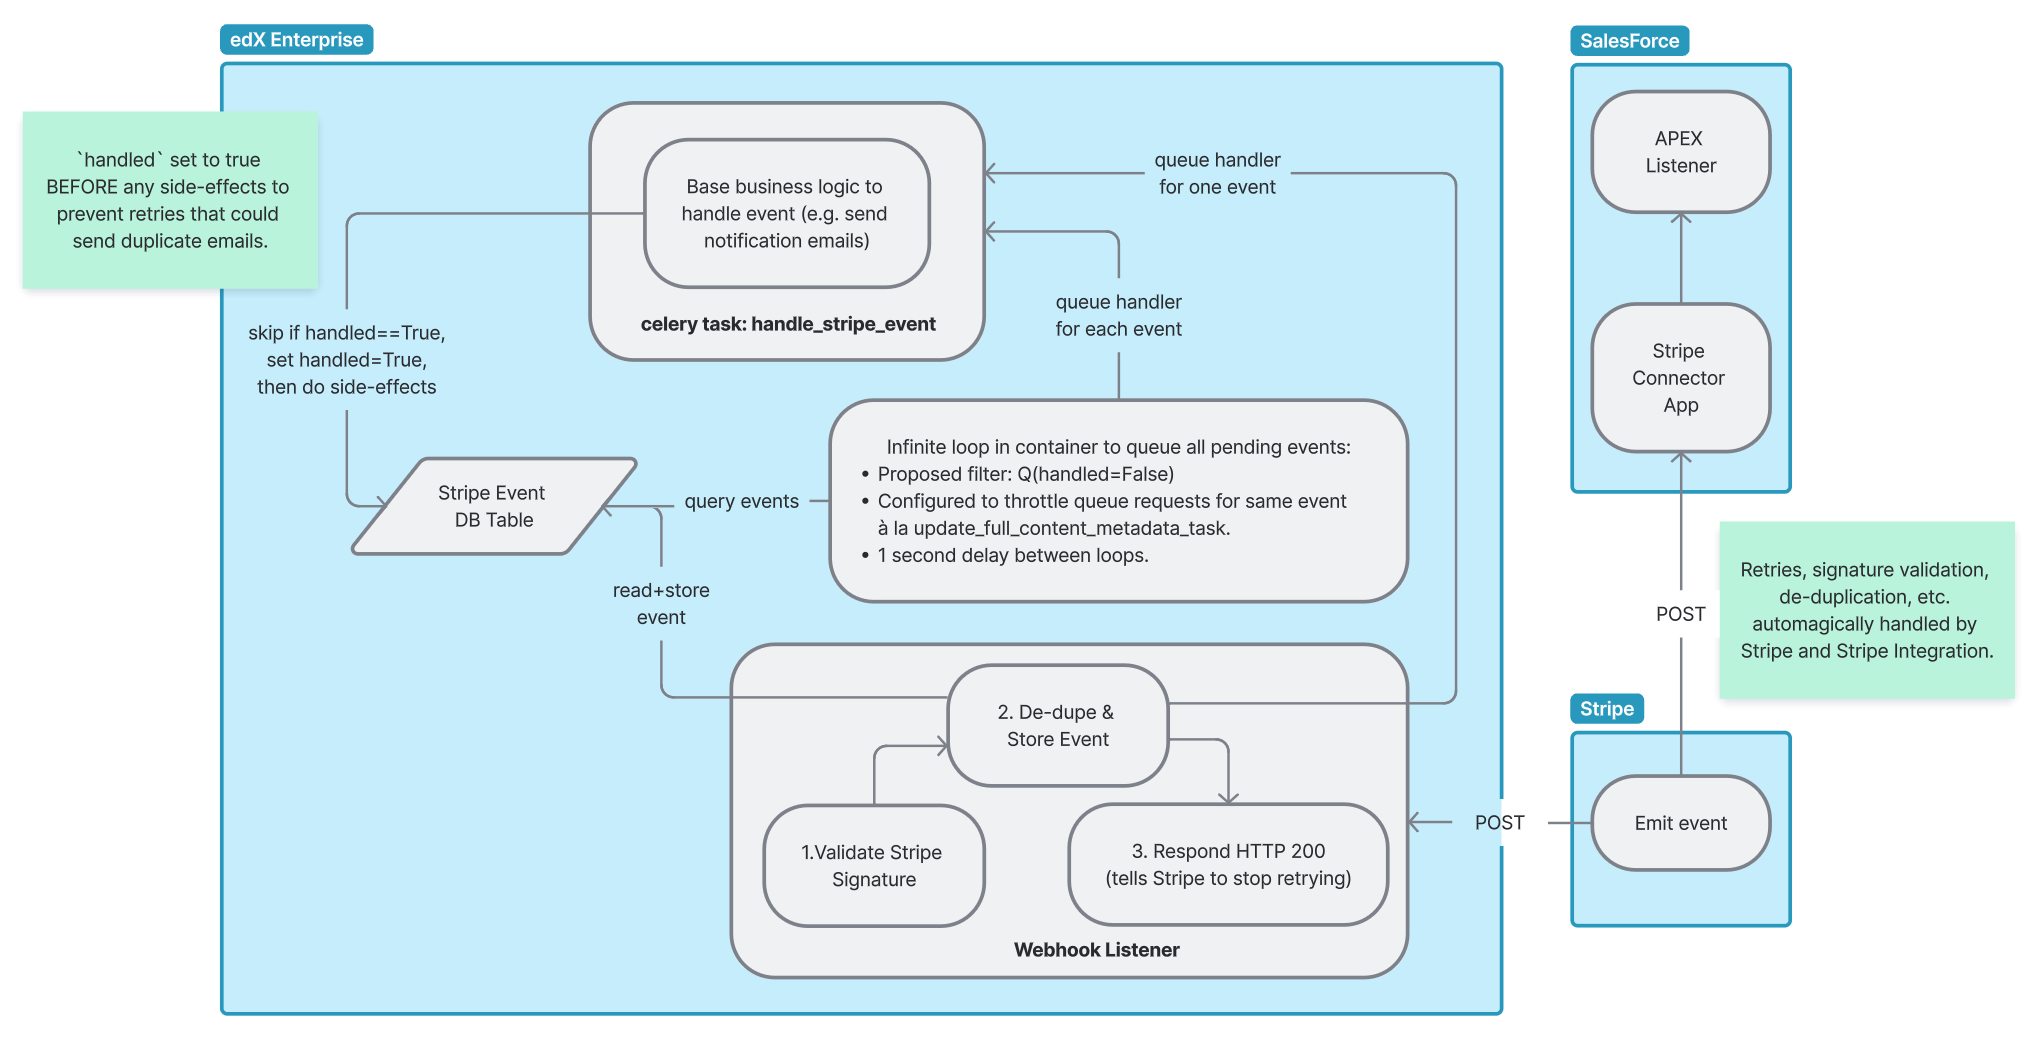 edX Enterprise
`handled` set to true
BEFORE any side-effects to
prevent retries that could
send duplicate emails.
Base business logic to
handle event (e.g. send
notification emails)
celery task: handle_stripe_event
queue handler
for one event
queue handler
for each event
skip if handled==True,
set handled=True,
then do side-effects
Stripe Event
DB Table
query events
Infinite loop in container to queue all pending events:
• Proposed filter: Q(handled=False)
• Configured to throttle queue requests for same event
à la update_full_content_metadata_task.
• 1 second delay between loops.
read+store
event
2. De-dupe &
Store Event
1.Validate Stripe
Signature
3. Respond HTTP 200
(tells Stripe to stop retrying)
Webhook Listener
POST
SalesForce
APEX
Listener
Stripe
Connector
App
POST
Retries, signature validation,
de-duplication, etc.
automagically handled by
Stripe and Stripe Integration.
Stripe
Emit event